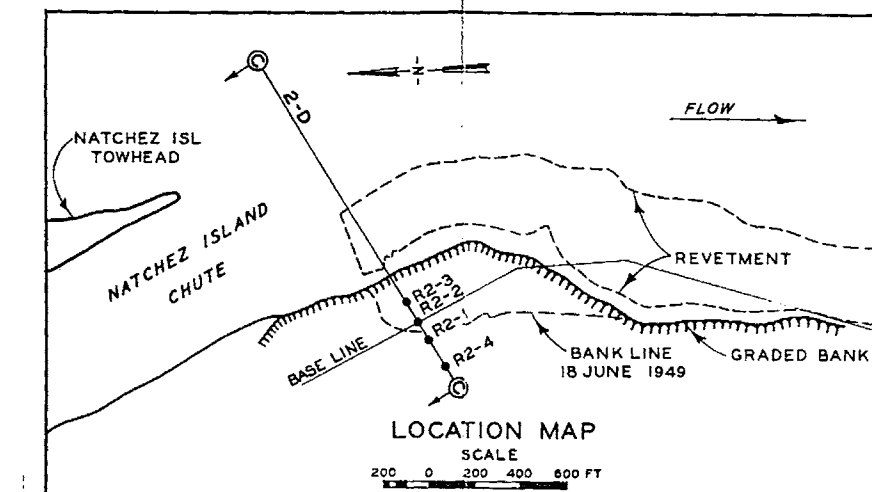 C
2-D
N
FLOW
NATCHEZ ISL
TOWHEAD
NATCHEZ ISLAND
CHUTE
REVETMENT
R2-3
R2-2
R2-1
R2-4
BASE LINE
BANK LINE
18 JUNE 1949
GRADED BANK
C
LOCATION MAP
SCALE
200 0 200 400 600 FT